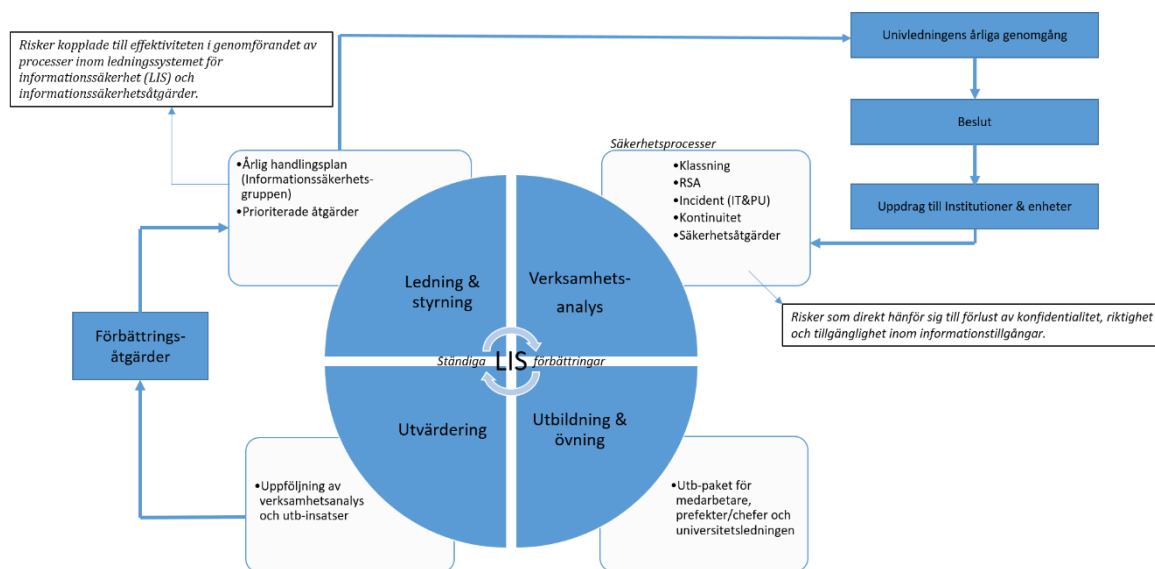 Risker kopplade till effektiviteten i genomförandet av
processer inom ledningssystemet för
informationssäkerhet (LIS) och
informationssäkerhetsåtgärder.
Univledningens årliga genomgång
Beslut
Uppdrag till Institutioner & enheter
•Årlig handlingsplan
(Informationssäkerhets-
gruppen)
•Prioriterade åtgärder
Säkerhetsprocesser
•Klassning
•RSA
•Incident (IT&PU)
•Kontinuitet
•Säkerhetsåtgärder
Ledning &
styrning
Verksamhets-
analys
Risker som direkt hänför sig till förlust av konfidentialitet, riktighet
och tillgänglighet inom informationstillgångar.
Förbättrings-
åtgärder
Ständiga LIS förbättringar
Utvärdering
Utbildning &
övning
•Uppföljning av
verksamhetsanalys
och utb-insatser
•Utb-paket för
medarbetare,
prefekter/chefer och
universitetsledningen